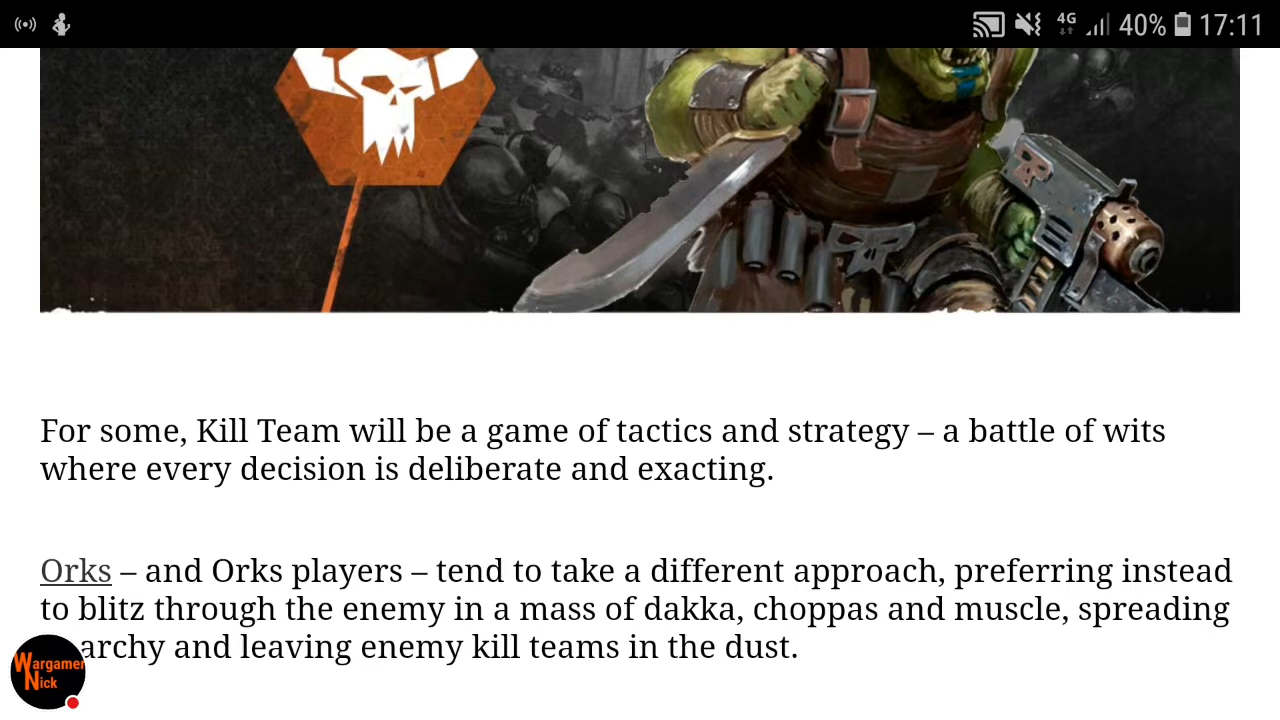 4G 40% 17:11
For some, Kill Team will be a game of tactics and strategy – a battle of wits
where every decision is deliberate and exacting.
Orks – and Orks players – tend to take a different approach, preferring instead
to blitz through the enemy in a mass of dakka, choppas and muscle, spreading
archy and leaving enemy kill teams in the dust.
Wargamer
Nick